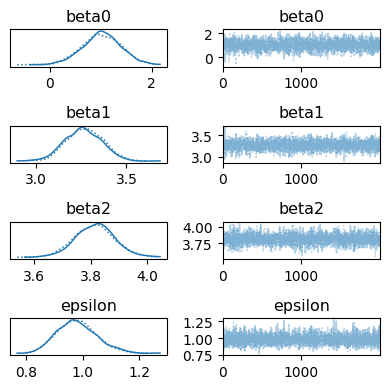 beta0 beta0
2
0
0 2 0 1000
beta1 beta1
3.5
3.0
3.0 3.5 0 1000
beta2 beta2
4.00
3.75
3.6 3.8 4.0 0 1000
epsilon epsilon
1.25
1.00
0.75
0.8 1.0 1.2 0 1000